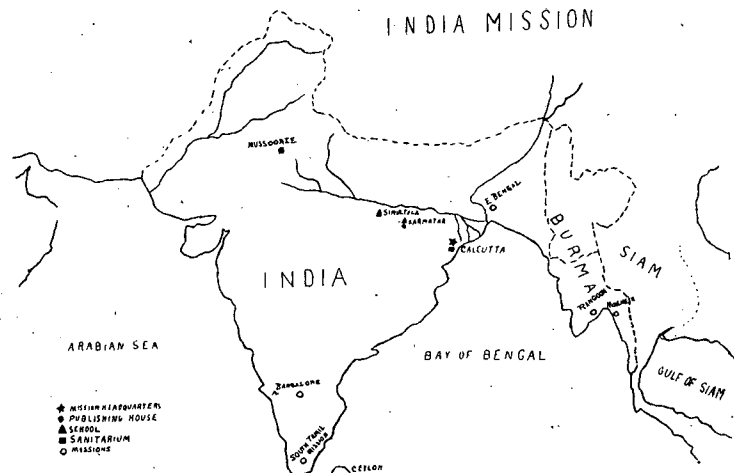 INDIA MISSION
MUSSOORIE
SIMULTALA
KARMATAR
E. BENGAL
CALCUTTA
INDIA
BURMA
SIAM
RANGOON
ARABIAN SEA
BAY OF BENGAL
GULF OF SIAM
BANGALORE
SOUTH TAMIL
MISSION
CEYLON
MISSION HEADQUARTERS
PUBLISHING HOUSE
SCHOOL
SANITARIUM
MISSIONS